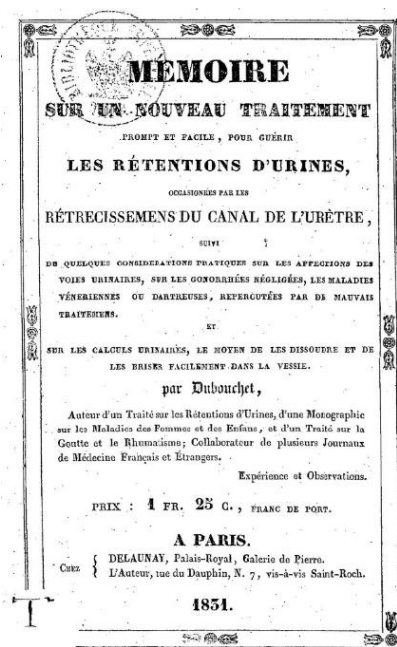 MÉMOIRE
SUR UN NOUVEAU TRAITEMENT
PROMPT ET FACILE, POUR GUÉRIR
LES RÉTENTIONS D'URINES,
OCCASIONEES PAR LES
RÉTRECISSEMENS DU CANAL DE L'URÈTRE,
SUIVI
DE QUELQUES CONSIDERATIONS PRATIQUES SUR LES AFFECTIONS DES
VOIES URINAIRES, SUR LES GONORRHÉES NÉGLIGÉES, LES MALADIES
VÉNERIENNES OU DARTREUSES, REPERCUTÉES PAR DE MAUVAIS
TRAITEMENS.
ET
SUR LES CALCULS URINAIRES, LE MOYEN DE LES DISSOUDRE ET DE
LES BRISER FACILEMENT DANS LA VESSIE.
par Dubouchet,
Auteur d'un Traité sur les Rétentions d'Urines, d'une Monographie
sur les Maladies des Femmes et des Enfans, et d'un Traité sur la
Goutte et le Rhumatisme; Collaborateur de plusieurs Journaux
de Médecine Français et Étrangers.
Expérience et Observations.
PRIX : 1 FR. 25 C., FRANC DE PORT.
A PARIS.
CHEZ { DELAUNAY, Palais-Royal, Galerie de Pierre.
L'Auteur, rue du Dauphin, N. 7, vis-à-vis Saint-Roch.
1831.